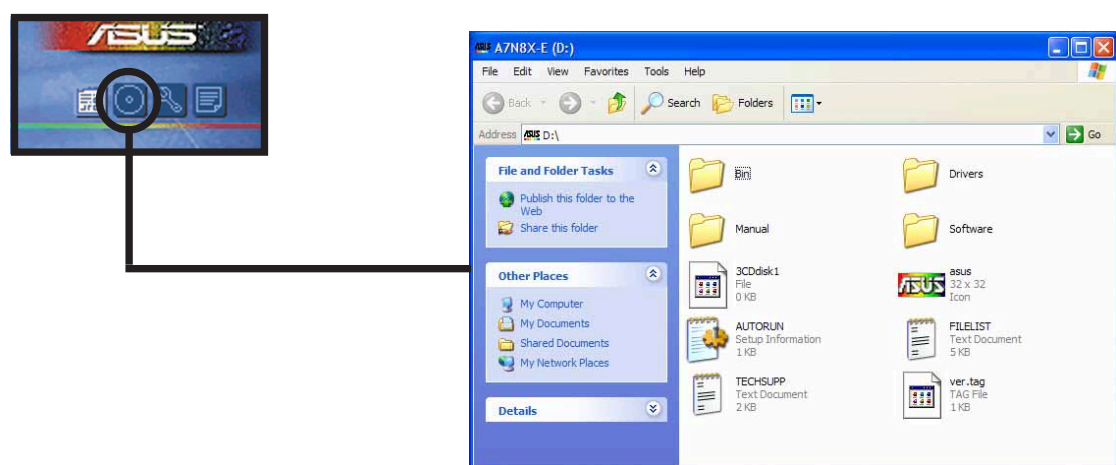 ASUS
A7N8X-E (D:)
File Edit View Favorites Tools Help
Back Search Folders
Address D:\ Go
File and Folder Tasks
Publish this folder to the
Web
Share this folder
Other Places
My Computer
My Documents
Shared Documents
My Network Places
Details
Bin
Drivers
Manual
Software
3CDdisk1
File
0 KB
asus
32 x 32
Icon
AUTORUN
Setup Information
1 KB
FILELIST
Text Document
5 KB
TECHSUPP
Text Document
2 KB
ver.tag
TAG File
1 KB